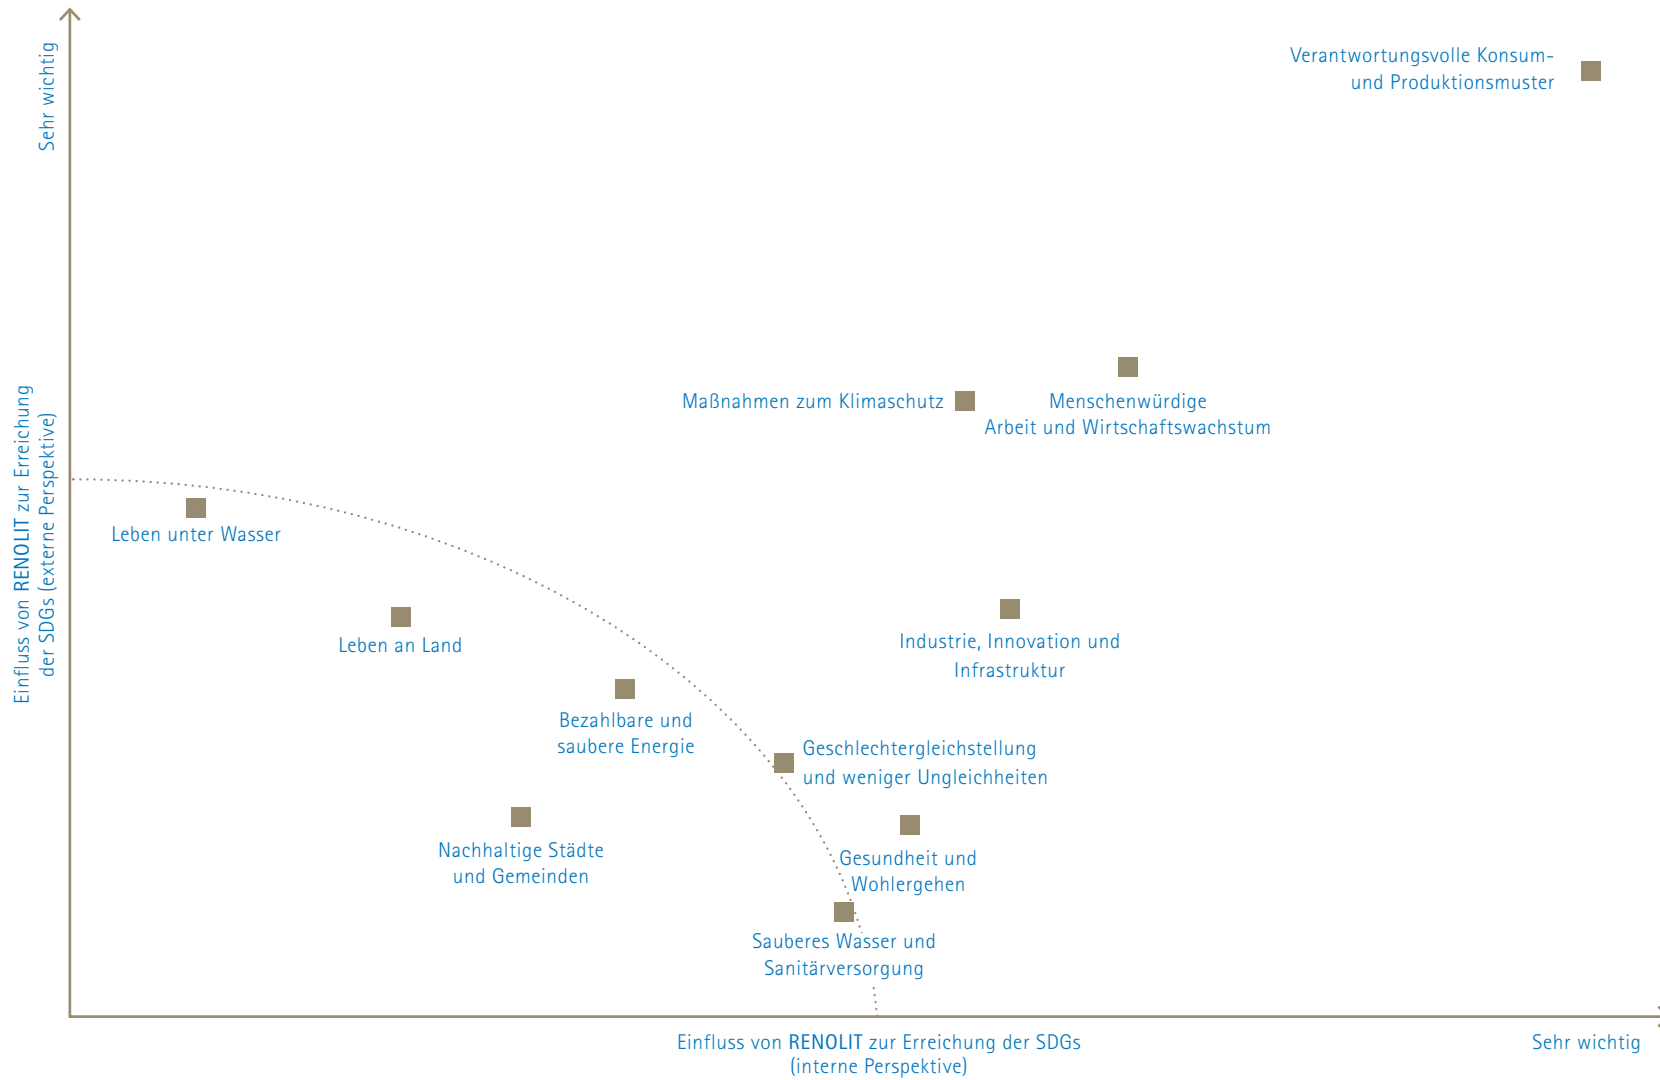 Sehr wichtig
Verantwortungsvolle Konsum-
und Produktionsmuster
Einfluss von RENOLIT zur Erreichung
der SDGs (externe Perspektive)
Maßnahmen zum Klimaschutz
Menschenwürdige
Arbeit und Wirtschaftswachstum
Leben unter Wasser
Leben an Land
Industrie, Innovation und
Infrastruktur
Bezahlbare und
saubere Energie
Geschlechtergleichstellung
und weniger Ungleichheiten
Nachhaltige Städte
und Gemeinden
Gesundheit und
Wohlergehen
Sauberes Wasser und
Sanitärversorgung
Einfluss von RENOLIT zur Erreichung der SDGs
(interne Perspektive)
Sehr wichtig